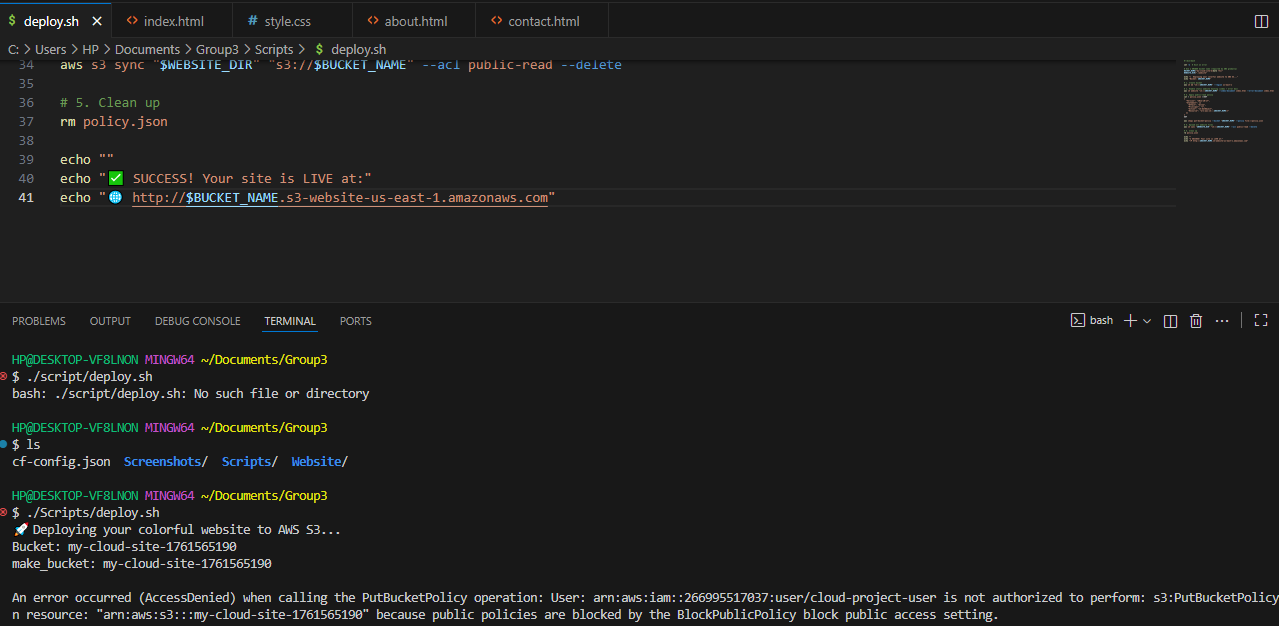 $ deploy.sh × <> index.html # style.css <> about.html <> contact.html
C: > Users > HP > Documents > Group3 > Scripts > $ deploy.sh
34 aws s3 sync "$WEBSITE_DIR" "s3://$BUCKET_NAME" --acl public-read --delete
35
36 # 5. Clean up
37 rm policy.json
38
39 echo ""
40 echo "✅ SUCCESS! Your site is LIVE at:"
41 echo "🌐 http://$BUCKET_NAME.s3-website-us-east-1.amazonaws.com"
PROBLEMS OUTPUT DEBUG CONSOLE TERMINAL PORTS bash
HP@DESKTOP-VF8LNON MINGW64 ~/Documents/Group3
$ ./script/deploy.sh
bash: ./script/deploy.sh: No such file or directory
HP@DESKTOP-VF8LNON MINGW64 ~/Documents/Group3
$ ls
cf-config.json Screenshots/ Scripts/ Website/
HP@DESKTOP-VF8LNON MINGW64 ~/Documents/Group3
$ ./Scripts/deploy.sh
🚀 Deploying your colorful website to AWS S3...
Bucket: my-cloud-site-1761565190
make_bucket: my-cloud-site-1761565190
An error occurred (AccessDenied) when calling the PutBucketPolicy operation: User: arn:aws:iam::266995517037:user/cloud-project-user is not authorized to perform: s3:PutBucketPolicy
n resource: "arn:aws:s3:::my-cloud-site-1761565190" because public policies are blocked by the BlockPublicPolicy block public access setting.